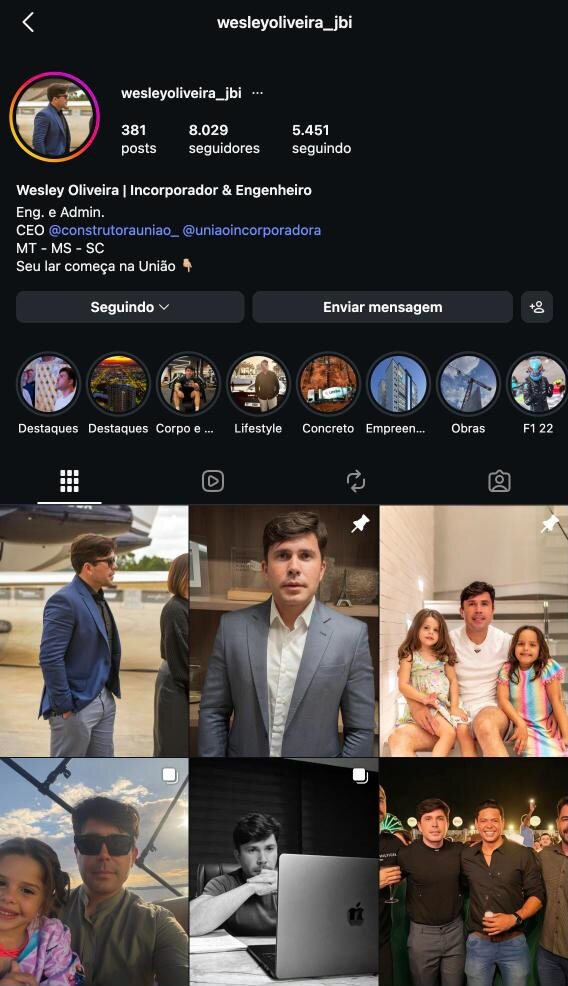 wesleyoliveira_jbi
wesleyoliveira_jbi ...
381 8.029 5.451
posts seguidores seguindo
Wesley Oliveira | Incorporador & Engenheiro
Eng. e Admin.
CEO @construtorauniao_ @uniaoincorporadora
MT - MS - SC
Seu lar começa na União 👇🏼
Seguindo Enviar mensagem
Destaques Destaques Corpo e ... Lifestyle Concreto Empreen... Obras F1 22